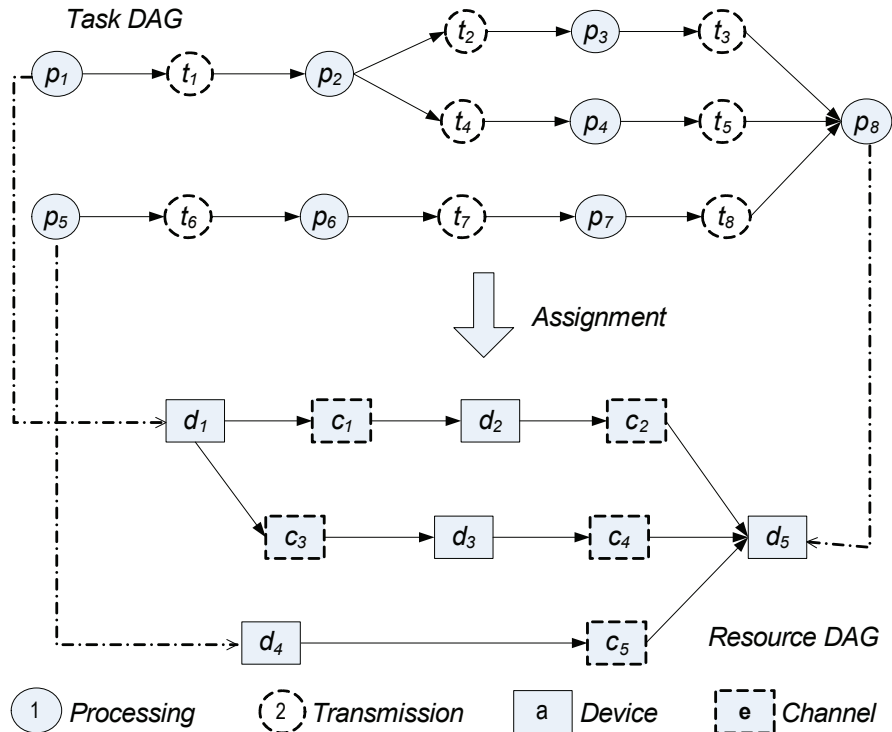 Task DAG
p1 t1 p2 t2 p3 t3
t4 p4 t5 p8
p5 t6 p6 t7 p7 t8
Assignment
d1 c1 d2 c2
c3 d3 c4 d5
d4 c5
Resource DAG
1 Processing 2 Transmission a Device e Channel